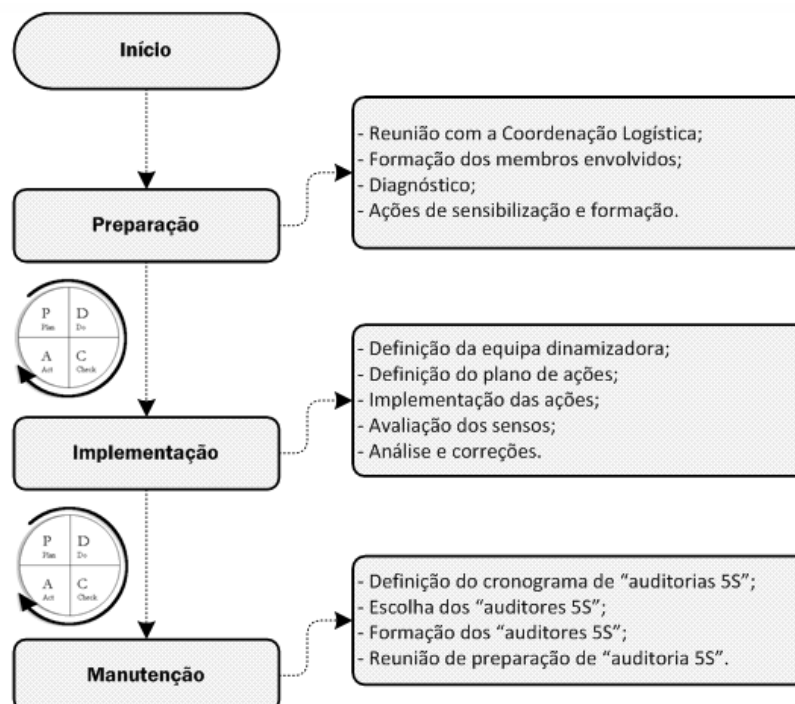 Início
- Reunião com a Coordenação Logística;
- Formação dos membros envolvidos;
- Diagnóstico;
- Ações de sensibilização e formação.
Preparação
P D
Plan Do
A C
Act Check
- Definição da equipa dinamizadora;
- Definição do plano de ações;
- Implementação das ações;
- Avaliação dos sensos;
- Análise e correções.
Implementação
P D
Plan Do
A C
Act Check
- Definição do cronograma de “auditorias 5S”;
- Escolha dos “auditores 5S”;
- Formação dos “auditores 5S”;
- Reunião de preparação de “auditoria 5S”.
Manutenção